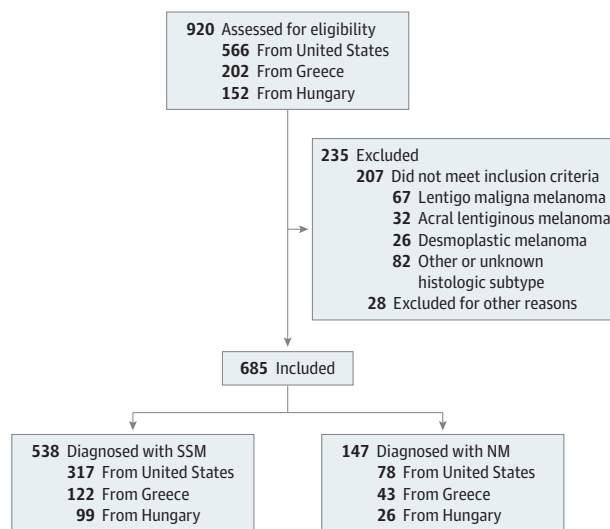 920 Assessed for eligibility
566 From United States
202 From Greece
152 From Hungary
235 Excluded
207 Did not meet inclusion criteria
67 Lentigo maligna melanoma
32 Acral lentiginous melanoma
26 Desmoplastic melanoma
82 Other or unknown
histologic subtype
28 Excluded for other reasons
685 Included
538 Diagnosed with SSM
317 From United States
122 From Greece
99 From Hungary
147 Diagnosed with NM
78 From United States
43 From Greece
26 From Hungary